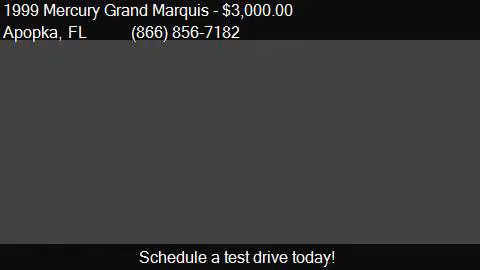 1999 Mercury Grand Marquis - $3,000.00
Apopka, FL (866) 856-7182
Schedule a test drive today!